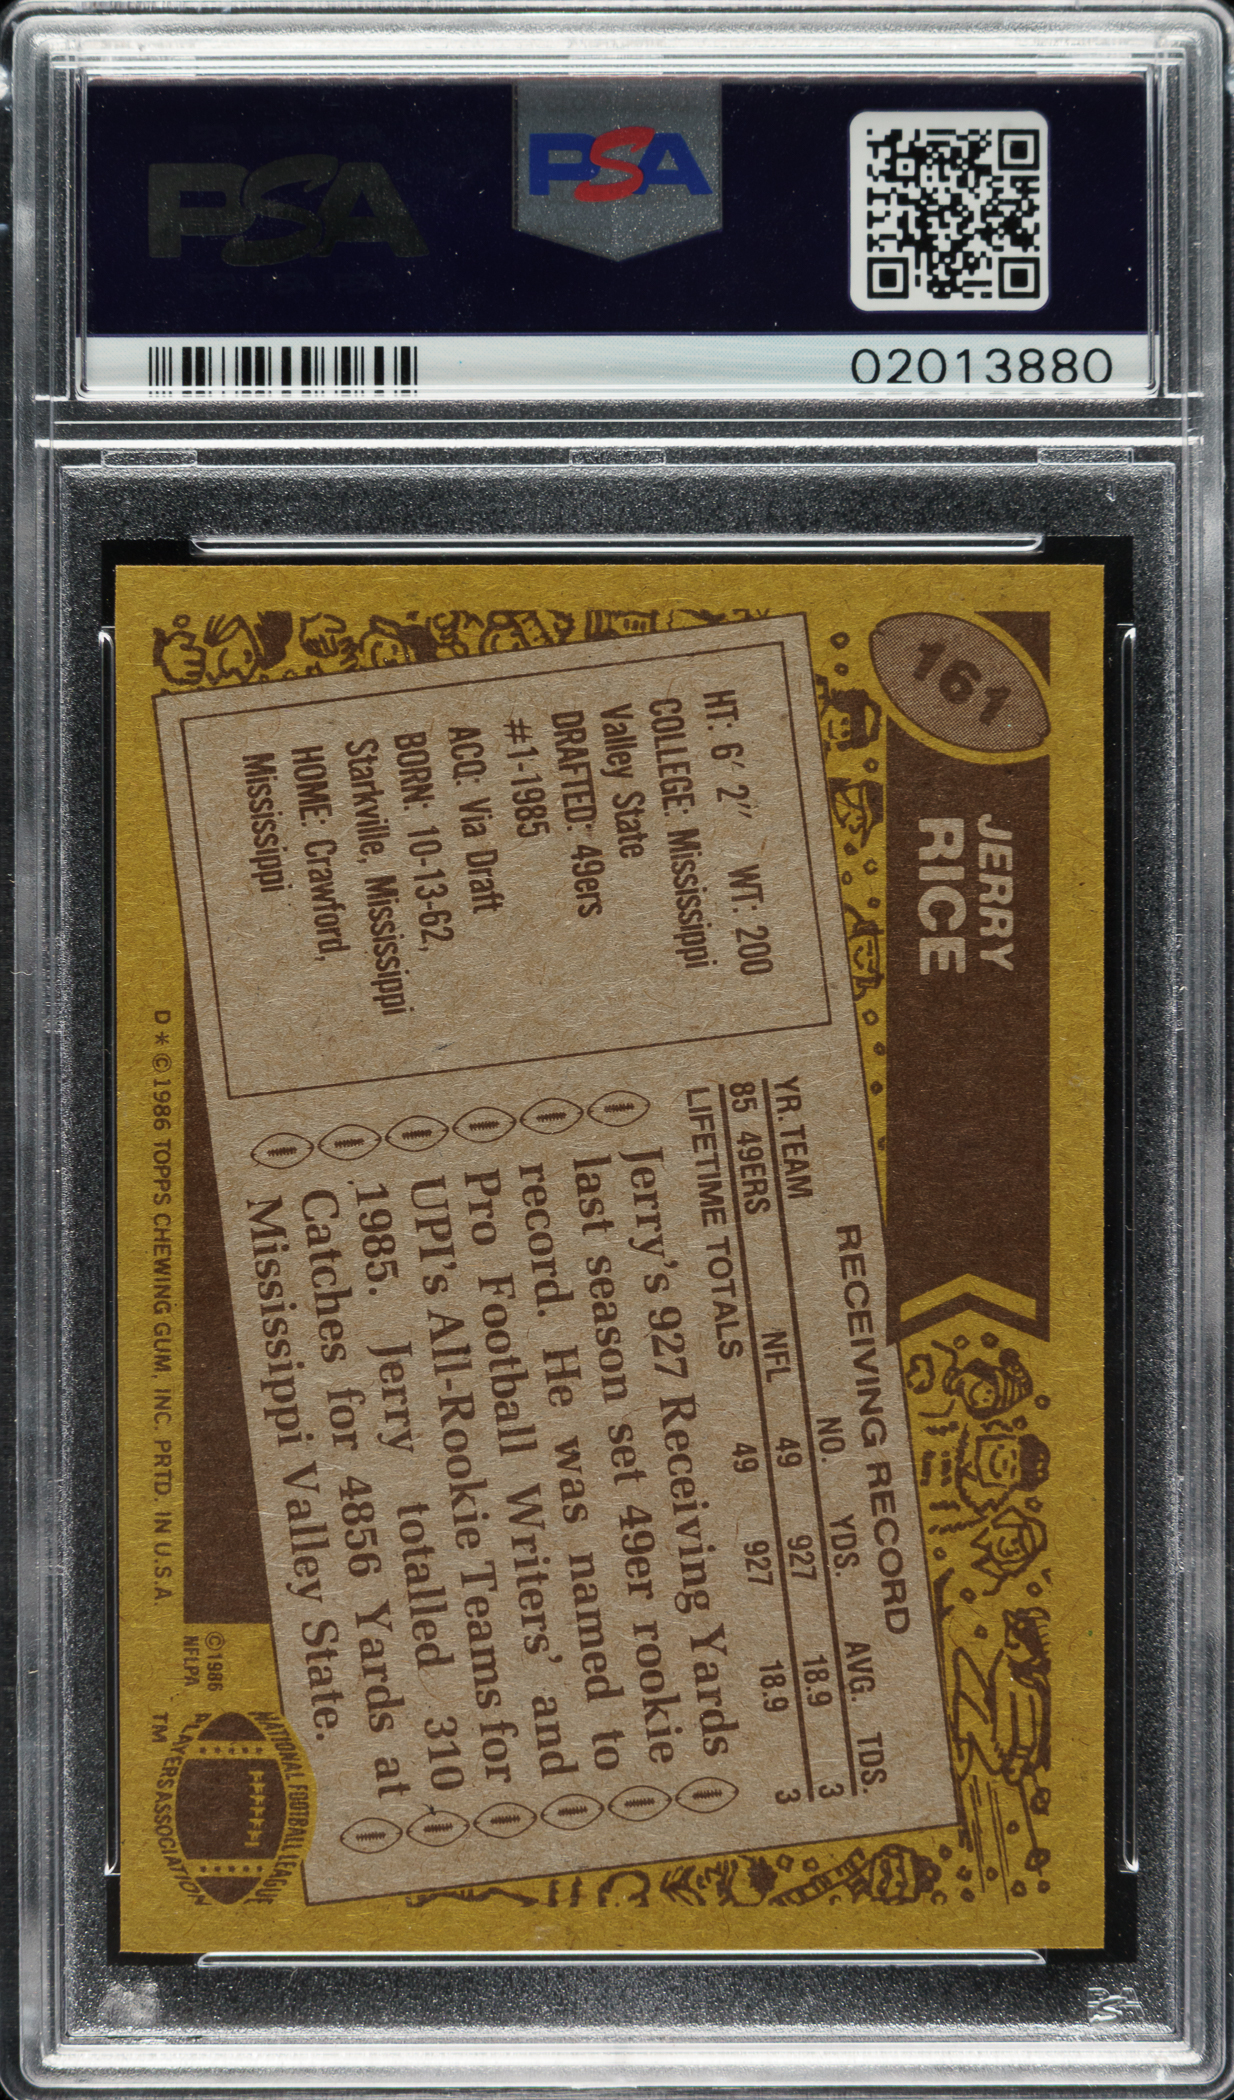 PSA
PSA
02013880
161
JERRY
RICE
HT: 6' 2" WT: 200
COLLEGE: Mississippi
Valley State
DRAFTED: 49ers
#1-1985
ACQ: Via Draft
BORN: 10-13-62,
Starkville, Mississippi
HOME: Crawford,
Mississippi
RECEIVING RECORD
YR. TEAM NO. YDS. AVG. TDS.
85 49ERS NFL 49 927 18.9 3
LIFETIME TOTALS 49 927 18.9 3
Jerry's 927 Receiving Yards
last season set 49er rookie
record. He was named to
Pro Football Writers' and
UPI's All-Rookie Teams for
1985. Jerry totalled 310
Catches for 4856 Yards at
Mississippi Valley State.
D*©1986 TOPPS CHEWING GUM, INC. PRTD. IN U.S.A.
©1986
NFLPA
NATIONAL FOOTBALL LEAGUE
PLAYERS ASSOCIATION
TM
PSA